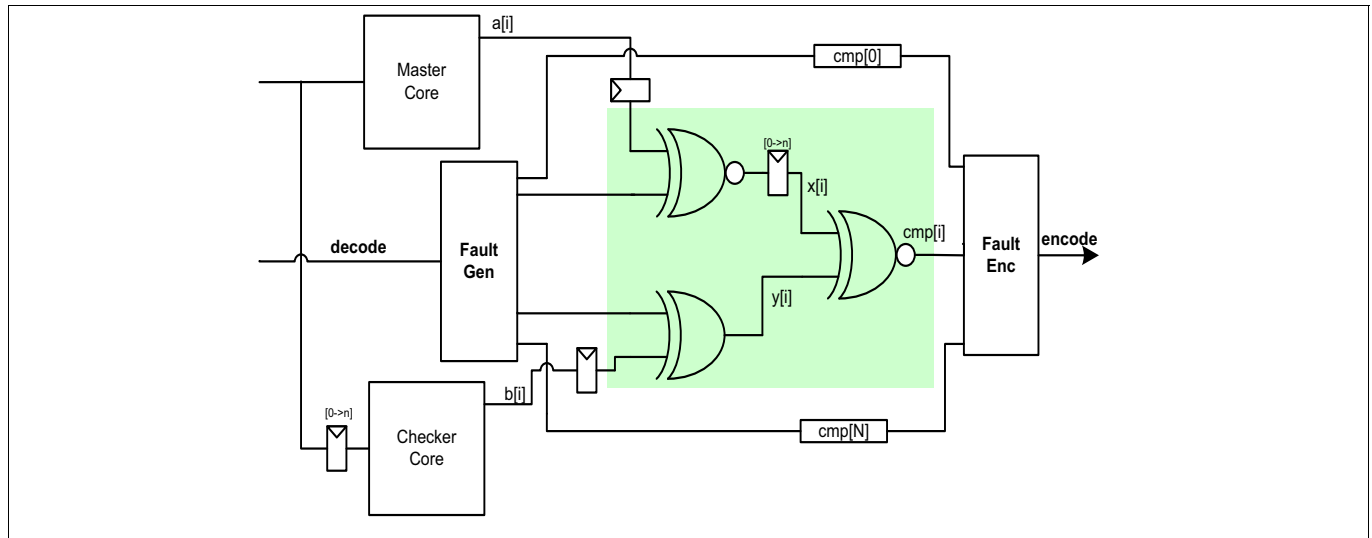 a[i]
Master
Core
cmp[0]
[0->n]
x[i]
decode
Fault
Gen
cmp[i]
Fault
Enc
encode
y[i]
b[i]
[0->n]
Checker
Core
cmp[N]